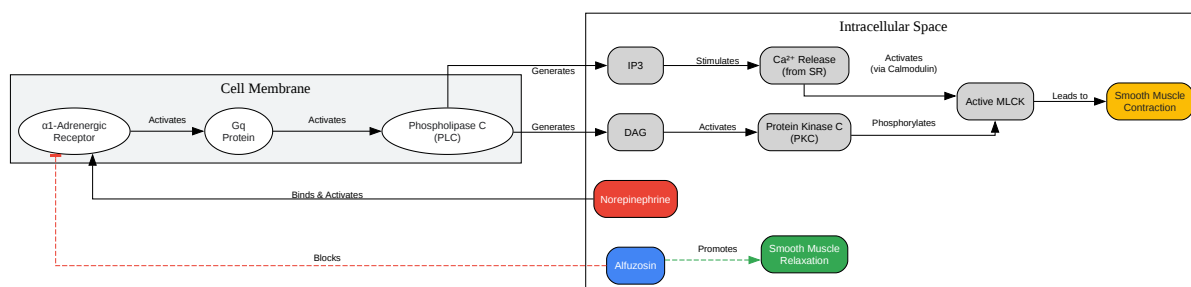 Intracellular Space
Cell Membrane
α1-Adrenergic
Receptor
Activates
Gq
Protein
Activates
Phospholipase C
(PLC)
Generates
IP3
Stimulates
Ca²⁺ Release
(from SR)
Activates
(via Calmodulin)
Active MLCK
Leads to
Smooth Muscle
Contraction
Generates
DAG
Activates
Protein Kinase C
(PKC)
Phosphorylates
Binds & Activates
Norepinephrine
Blocks
Alfuzosin
Promotes
Smooth Muscle
Relaxation